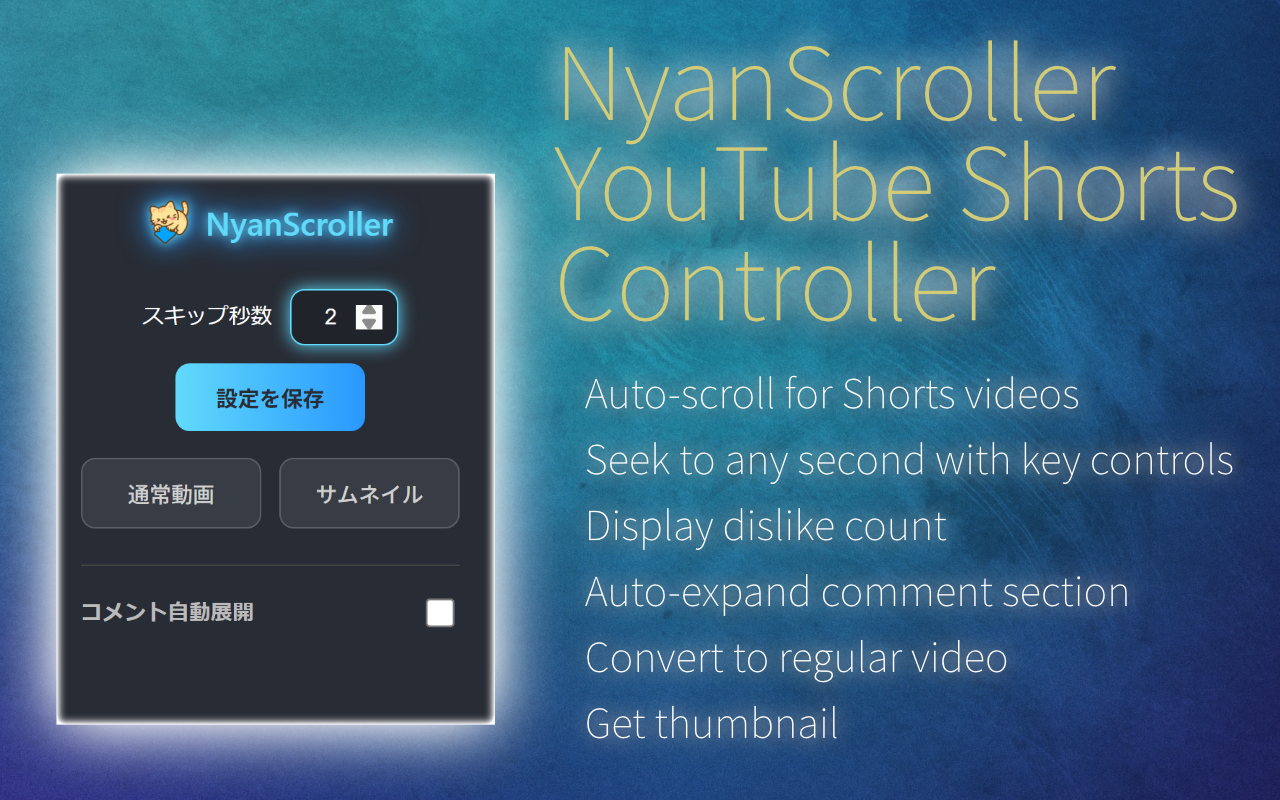 NyanScroller
YouTube Shorts
Controller
NyanScroller
スキップ秒数 2
設定を保存
通常動画 サムネイル
コメント自動展開
Auto-scroll for Shorts videos
Seek to any second with key controls
Display dislike count
Auto-expand comment section
Convert to regular video
Get thumbnail